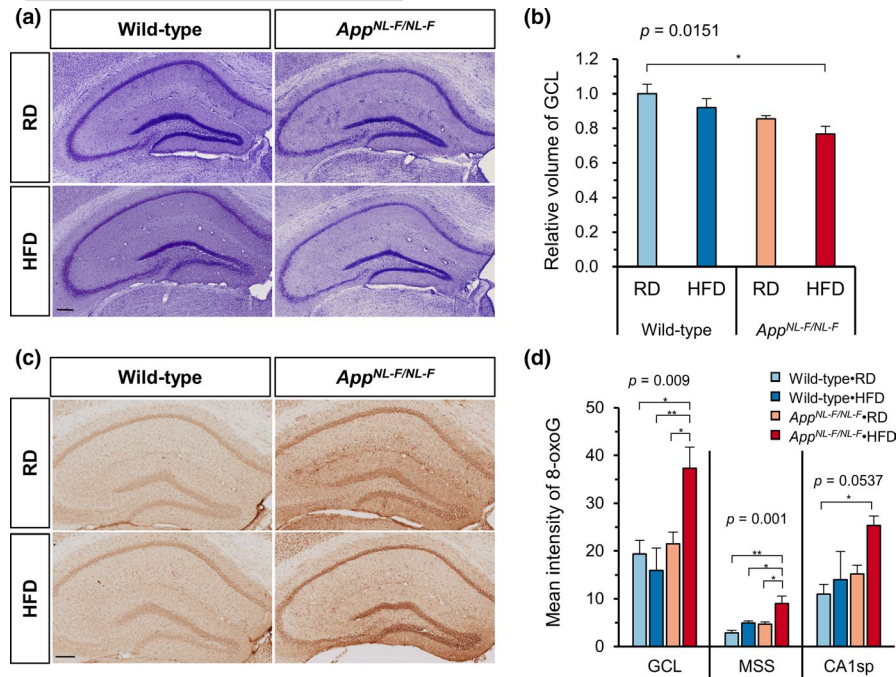 (a)
Wild-type
App^NL-F/NL-F
RD
HFD
(b)
p = 0.0151
*
Relative volume of GCL
1.2
1.0
0.8
0.6
0.4
0.2
0.0
RD HFD RD HFD
Wild-type App^NL-F/NL-F
(c)
Wild-type
App^NL-F/NL-F
RD
HFD
(d)
Wild-type•RD
Wild-type•HFD
App^NL-F/NL-F•RD
App^NL-F/NL-F•HFD
Mean intensity of 8-oxoG
50
40
30
20
10
0
p = 0.009
*
**
*
p = 0.001
**
*
*
p = 0.0537
*
GCL MSS CA1sp